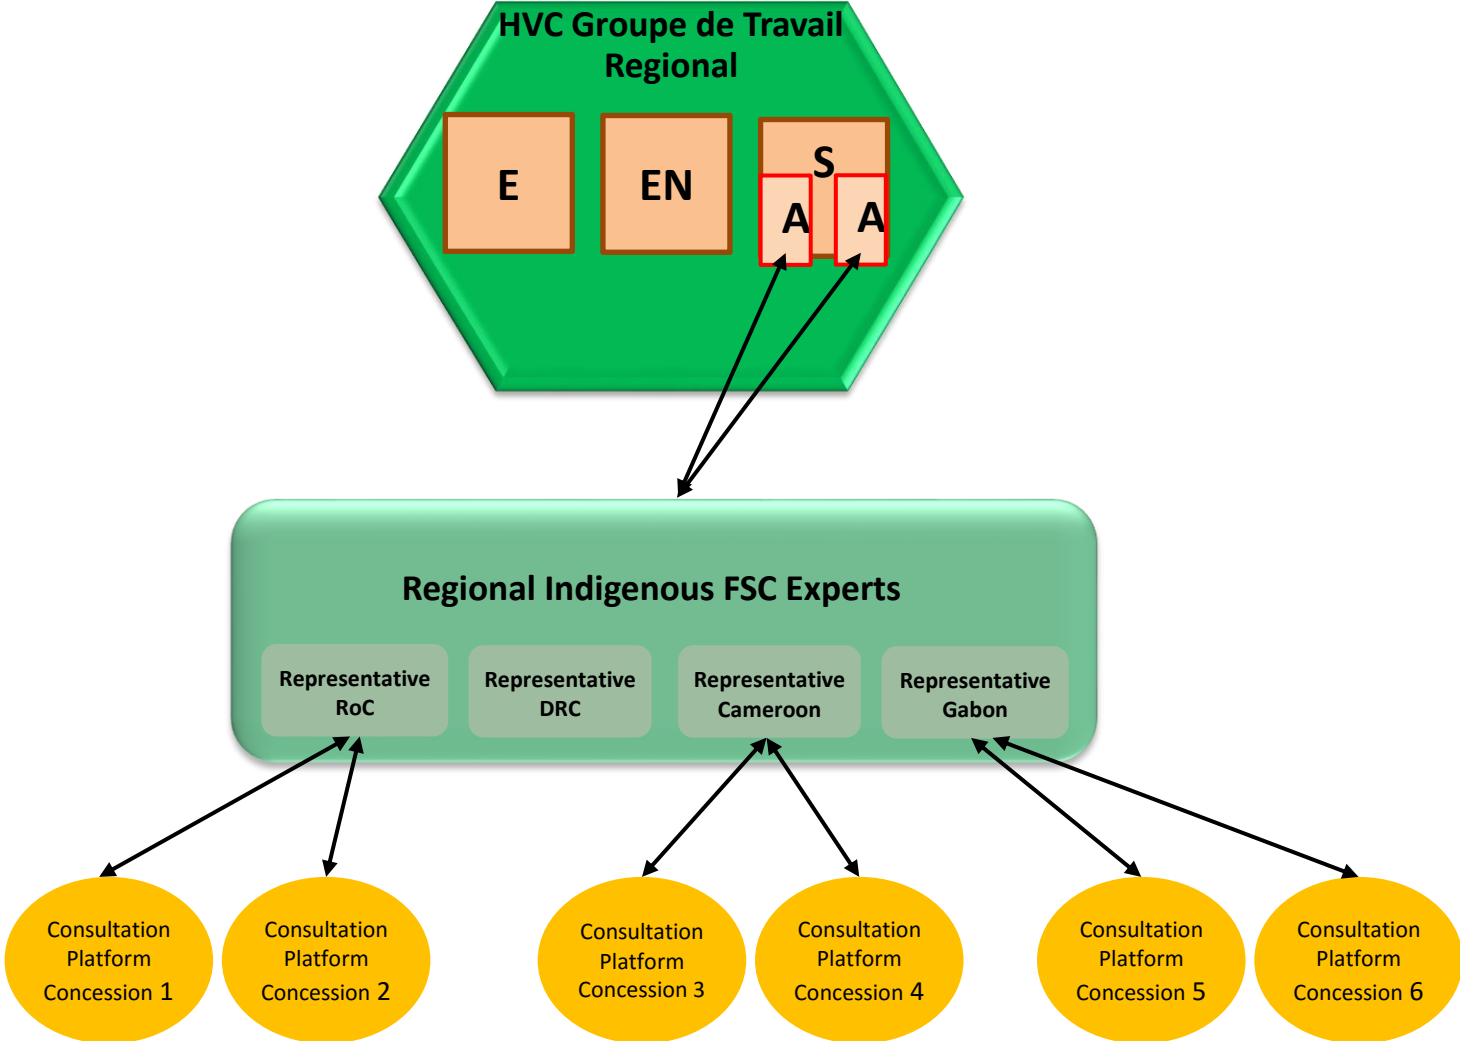 HVC Groupe de Travail
Regional
E
EN
S
A
A
Regional Indigenous FSC Experts
Representative
RoC
Representative
DRC
Representative
Cameroon
Representative
Gabon
Consultation
Platform
Concession 1
Consultation
Platform
Concession 2
Consultation
Platform
Concession 3
Consultation
Platform
Concession 4
Consultation
Platform
Concession 5
Consultation
Platform
Concession 6